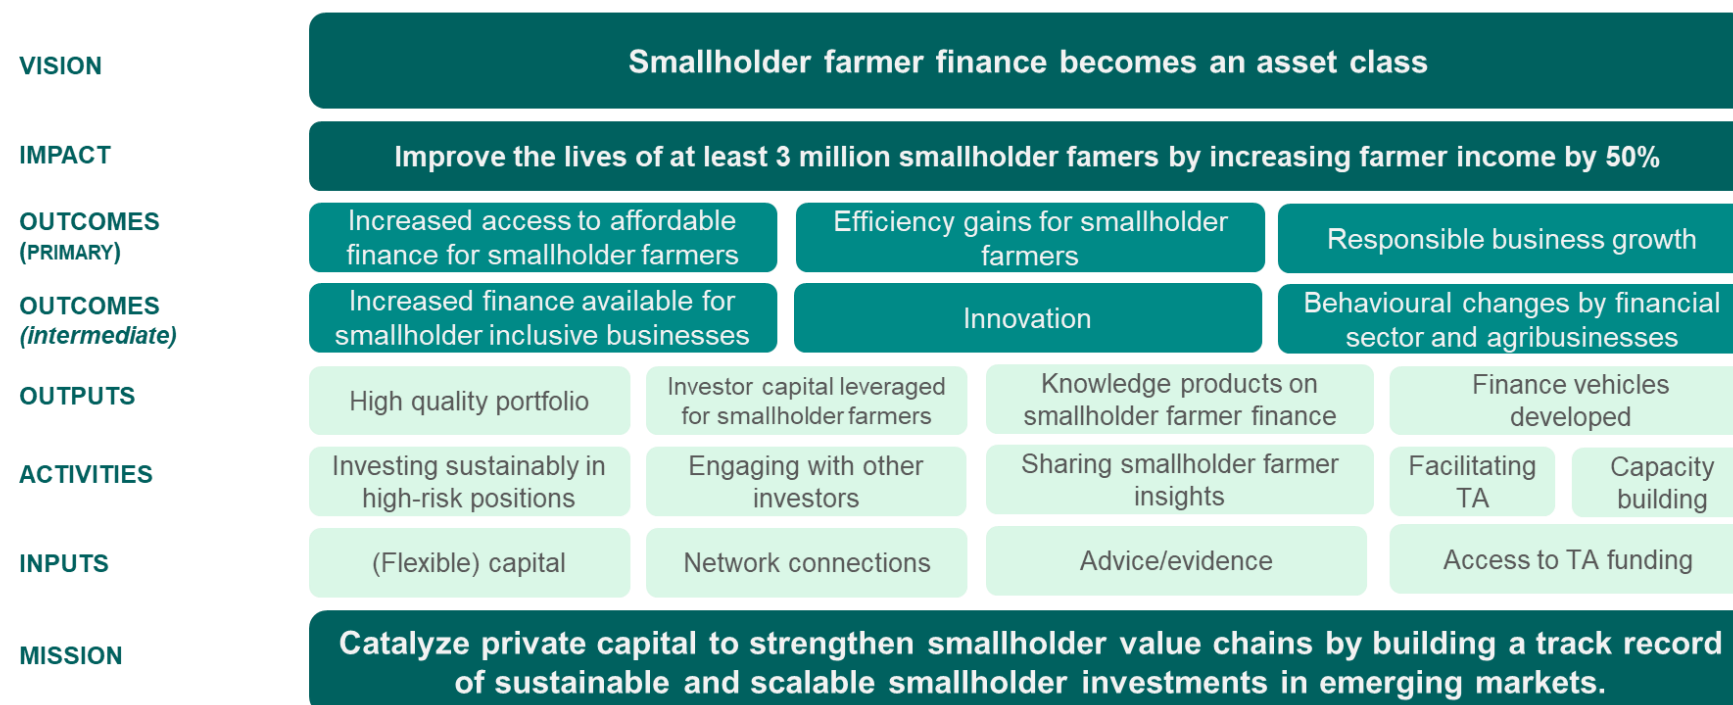 VISION
Smallholder farmer finance becomes an asset class
IMPACT
Improve the lives of at least 3 million smallholder famers by increasing farmer income by 50%
OUTCOMES
(PRIMARY)
Increased access to affordable
finance for smallholder farmers
Efficiency gains for smallholder
farmers
Responsible business growth
OUTCOMES
(intermediate)
Increased finance available for
smallholder inclusive businesses
Innovation
Behavioural changes by financial
sector and agribusinesses
OUTPUTS
High quality portfolio
Investor capital leveraged
for smallholder farmers
Knowledge products on
smallholder farmer finance
Finance vehicles
developed
ACTIVITIES
Investing sustainably in
high-risk positions
Engaging with other
investors
Sharing smallholder farmer
insights
Facilitating
TA
Capacity
building
INPUTS
(Flexible) capital
Network connections
Advice/evidence
Access to TA funding
MISSION
Catalyze private capital to strengthen smallholder value chains by building a track record
of sustainable and scalable smallholder investments in emerging markets.